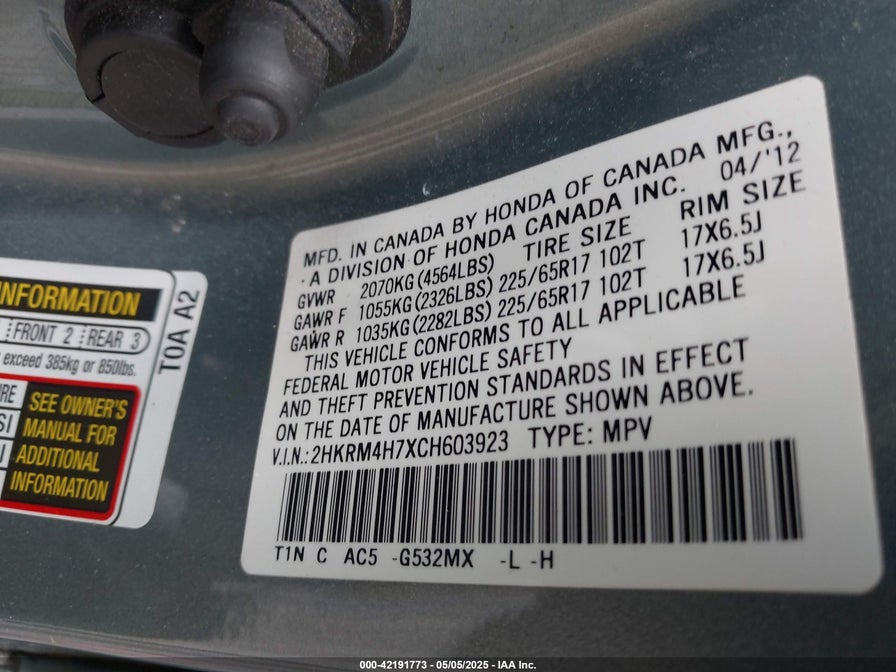 MFD. IN CANADA BY HONDA OF CANADA MFG.,
A DIVISION OF HONDA CANADA INC. 04/'12
GVWR 2070KG(4564LBS) TIRE SIZE RIM SIZE
GAWR F 1055KG(2326LBS) 225/65R17 102T 17X6.5J
GAWR R 1035KG(2282LBS) 225/65R17 102T 17X6.5J
THIS VEHICLE CONFORMS TO ALL APPLICABLE
FEDERAL MOTOR VEHICLE SAFETY
AND THEFT PREVENTION STANDARDS IN EFFECT
ON THE DATE OF MANUFACTURE SHOWN ABOVE.
V.I.N.: 2HKRM4H7XCH603923 TYPE: MPV
T1N C AC5 -G532MX -L -H
INFORMATION
FRONT 2 REAR 3
exceed 385kg or 850lbs.
SEE OWNER'S
MANUAL FOR
ADDITIONAL
INFORMATION
T0A A2
000-42191773 - 05/05/2025 - IAA Inc.